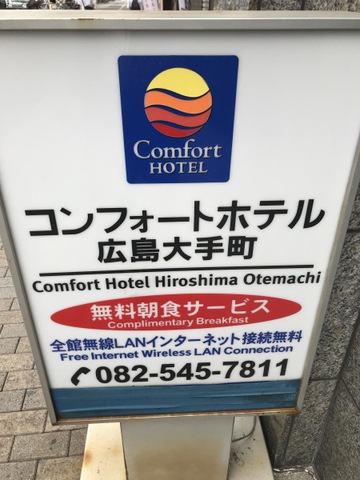 Comfort
HOTEL
コンフォートホテル
広島大手町
Comfort Hotel Hiroshima Otemachi
無料朝食サービス
Complimentary Breakfast
全館無線LANインターネット接続無料
Free Internet Wireless LAN Connection
082-545-7811